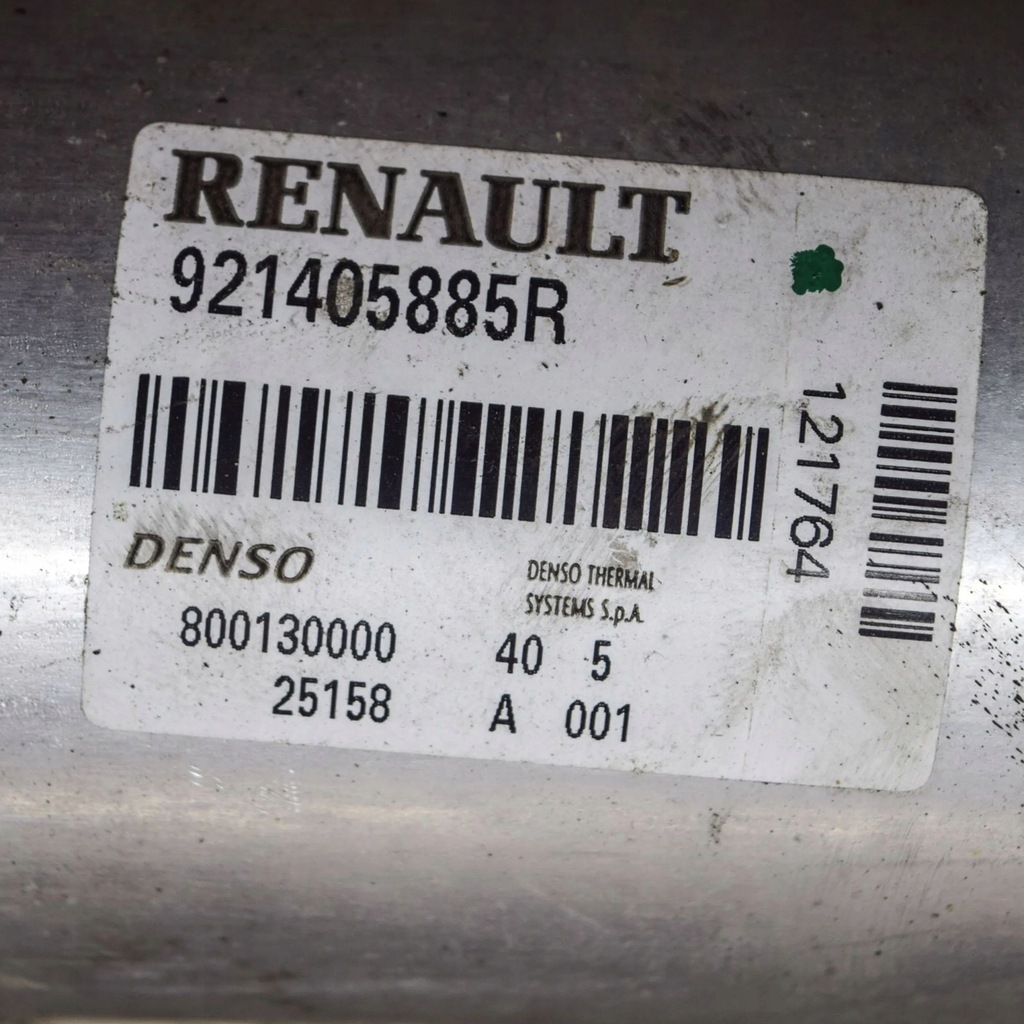 RENAULT
921405885R
121764
DENSO
DENSO THERMAL
SYSTEMS S.p.A.
800130000 40 5
25158 A 001